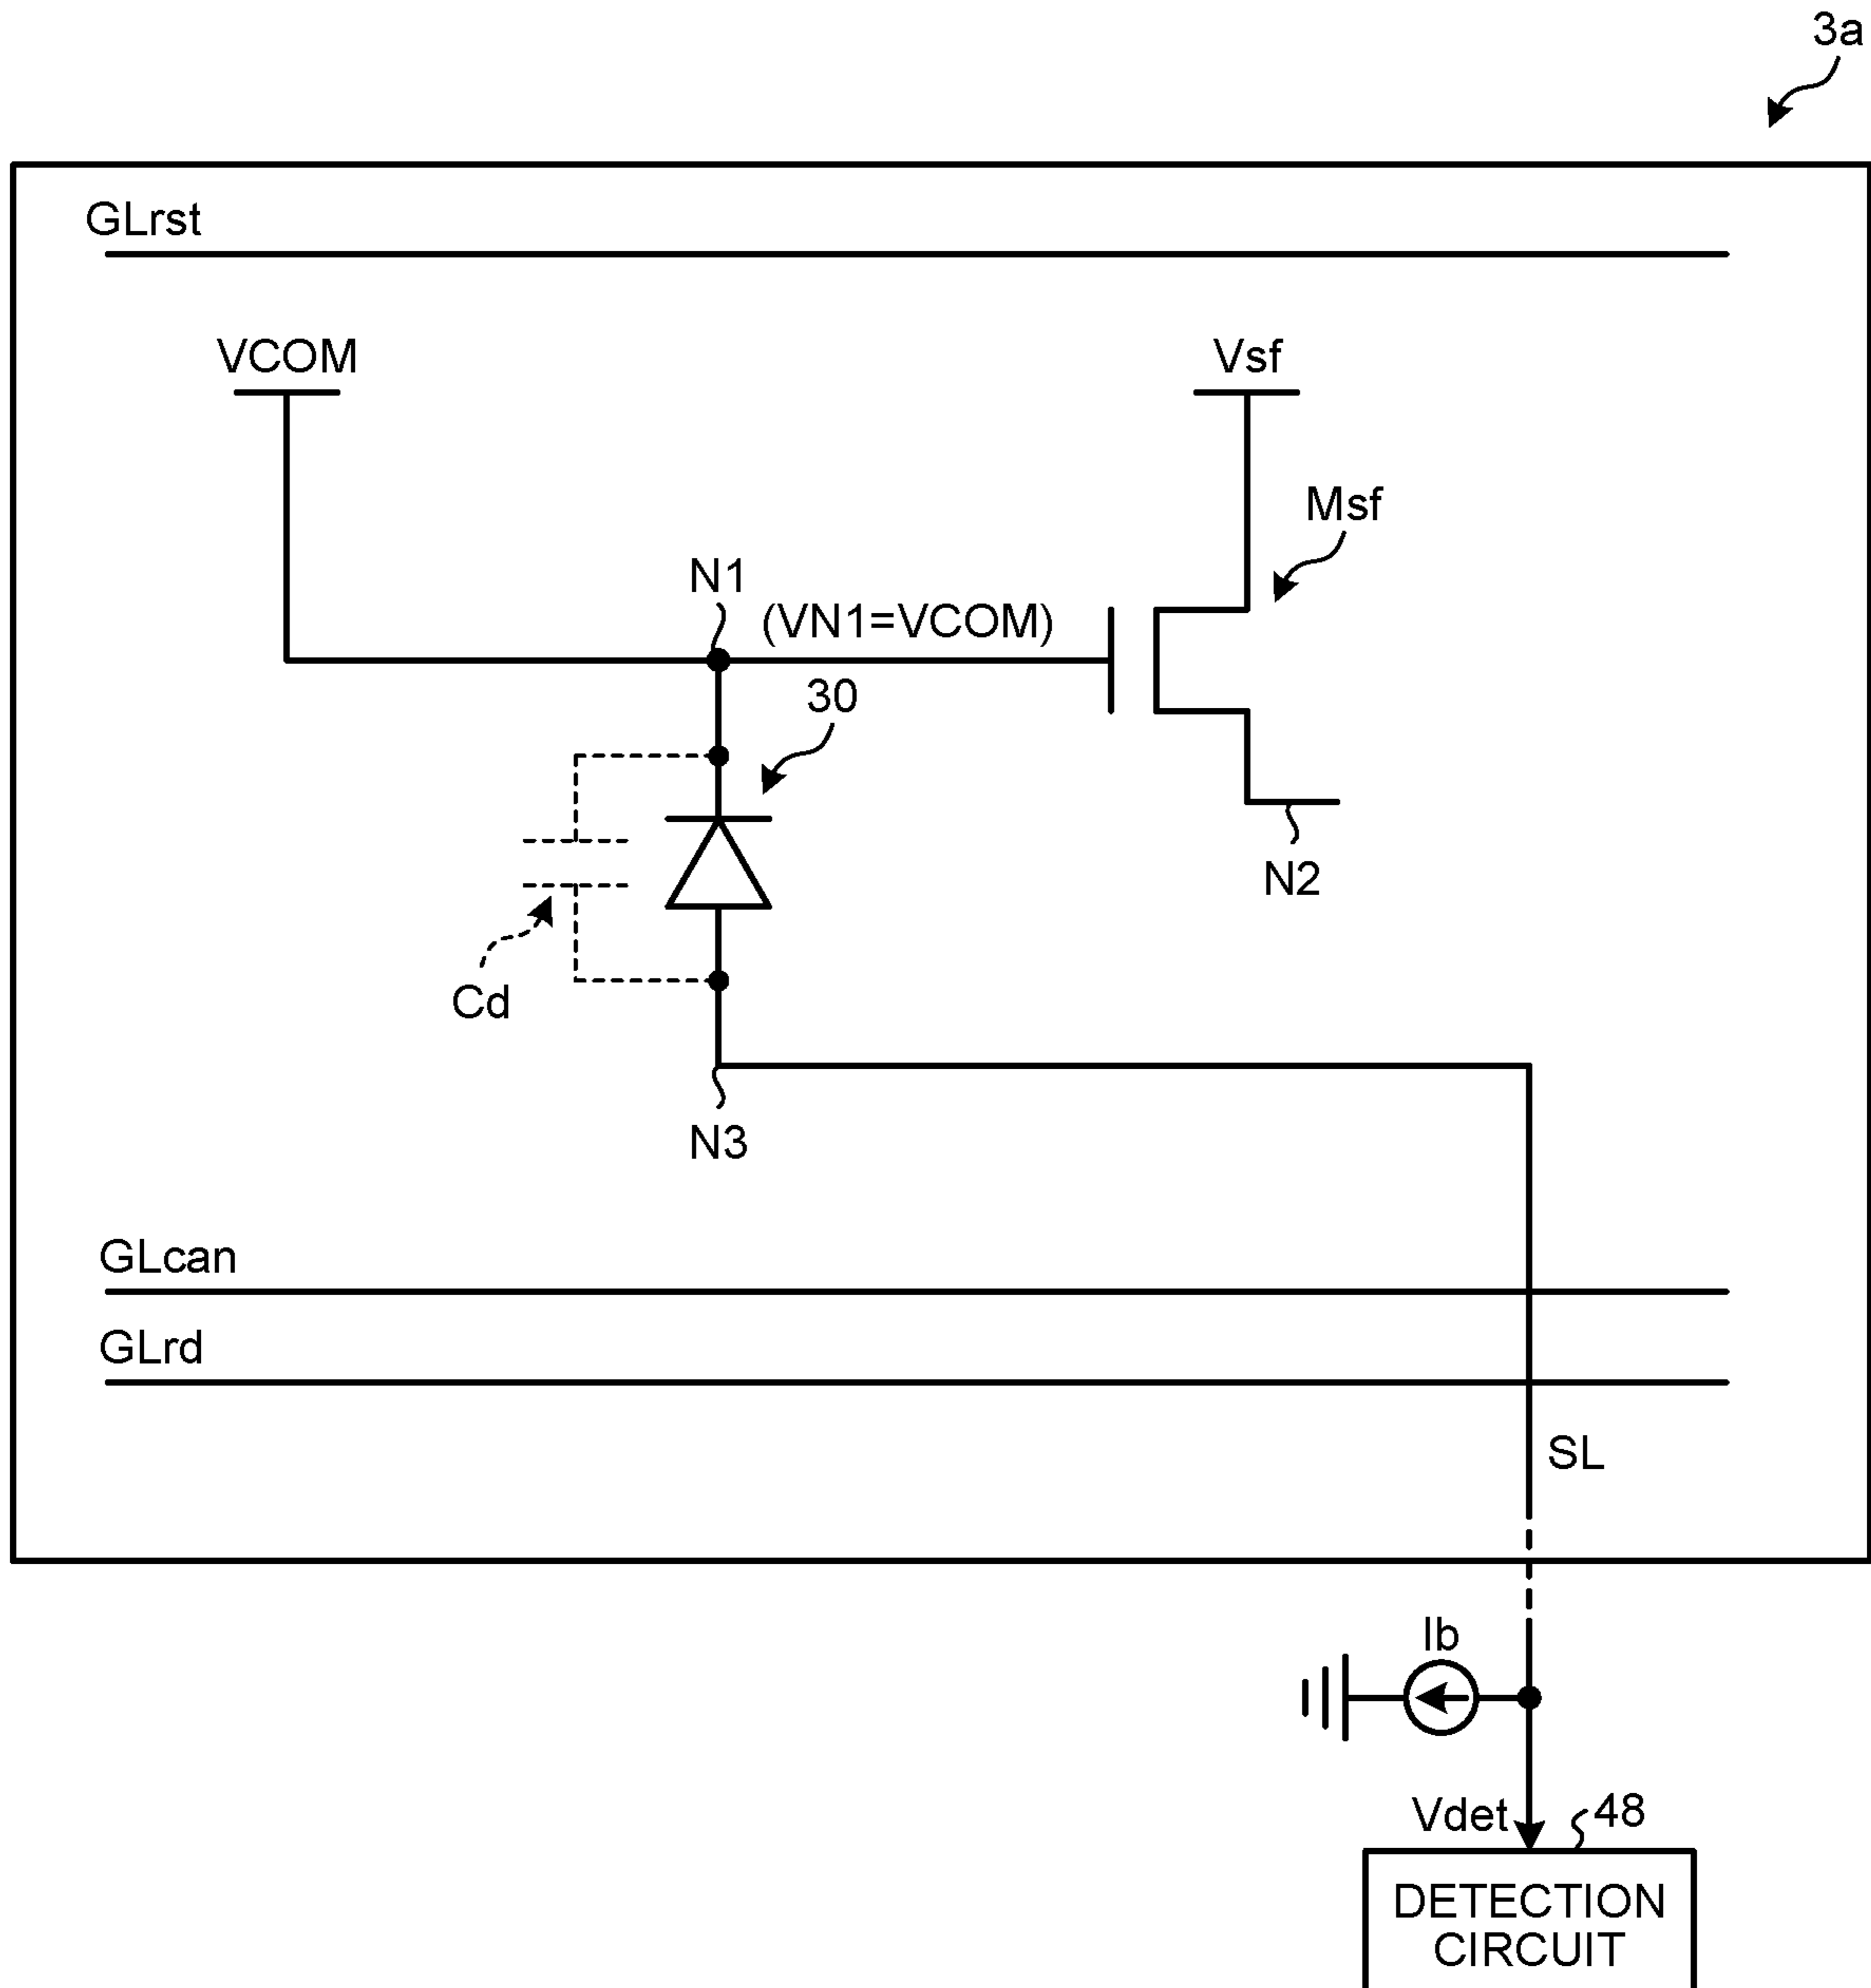 3a
GLrst
VCOM
Vsf
Msf
N1
(VN1=VCOM)
30
N2
Cd
N3
GLcan
GLrd
SL
Ib
Vdet
48
DETECTION
CIRCUIT